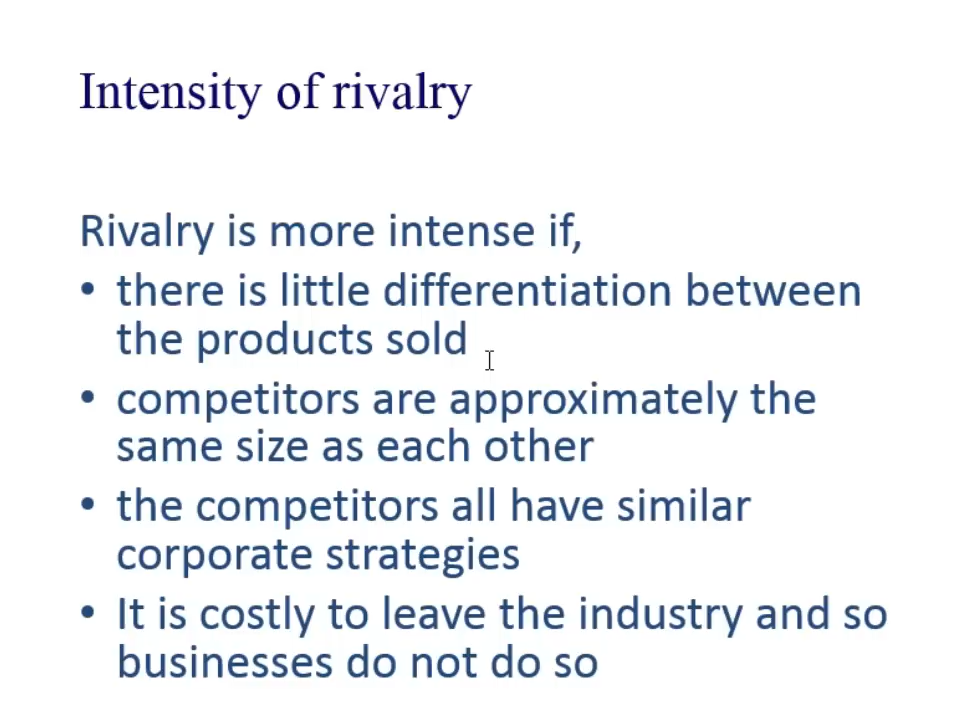 Intensity of rivalry
Rivalry is more intense if,
• there is little differentiation between
the products sold
• competitors are approximately the
same size as each other
• the competitors all have similar
corporate strategies
• It is costly to leave the industry and so
businesses do not do so